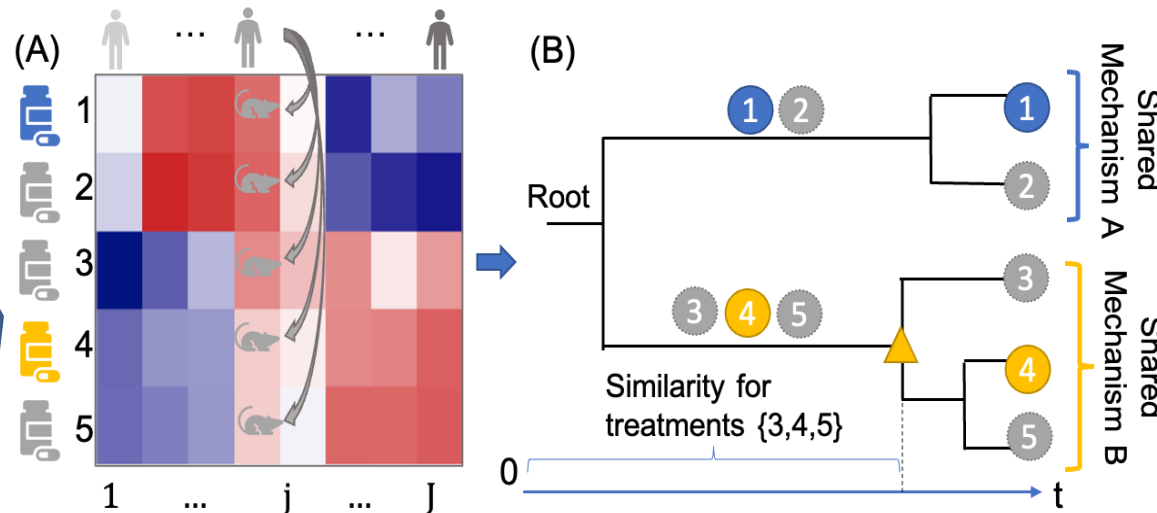 (A)
... ...
1
2
3
4
5
1 ... j ... J
(B)
Root
1 2
1
2
Shared
Mechanism A
3 4 5
3
4
5
Shared
Mechanism B
Similarity for
treatments {3,4,5}
0
t